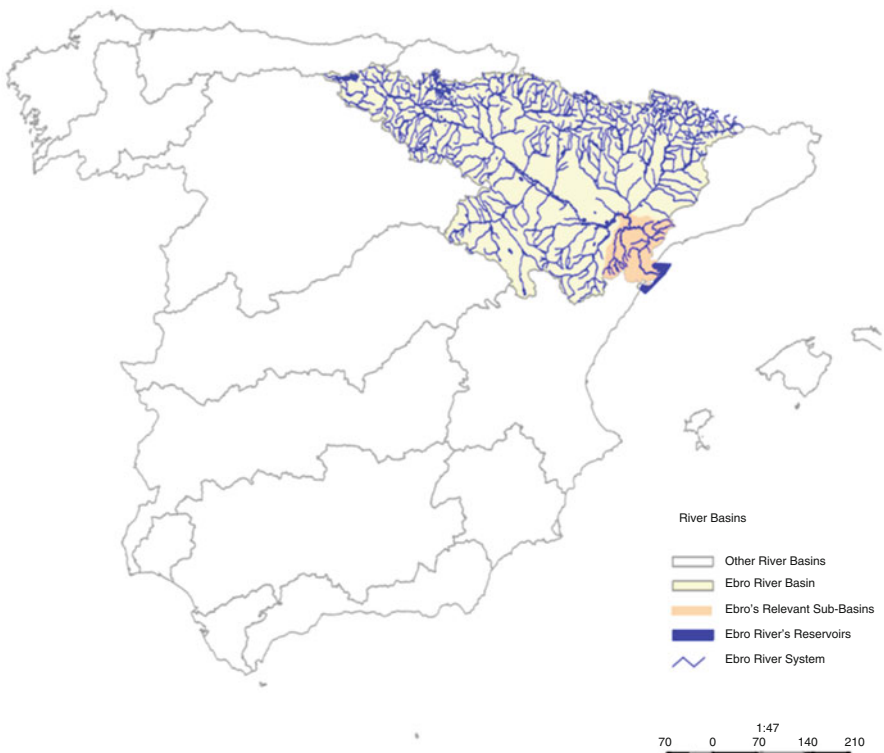 River Basins
Other River Basins
Ebro River Basin
Ebro's Relevant Sub-Basins
Ebro River's Reservoirs
Ebro River System
1:47
70 0 70 140 210